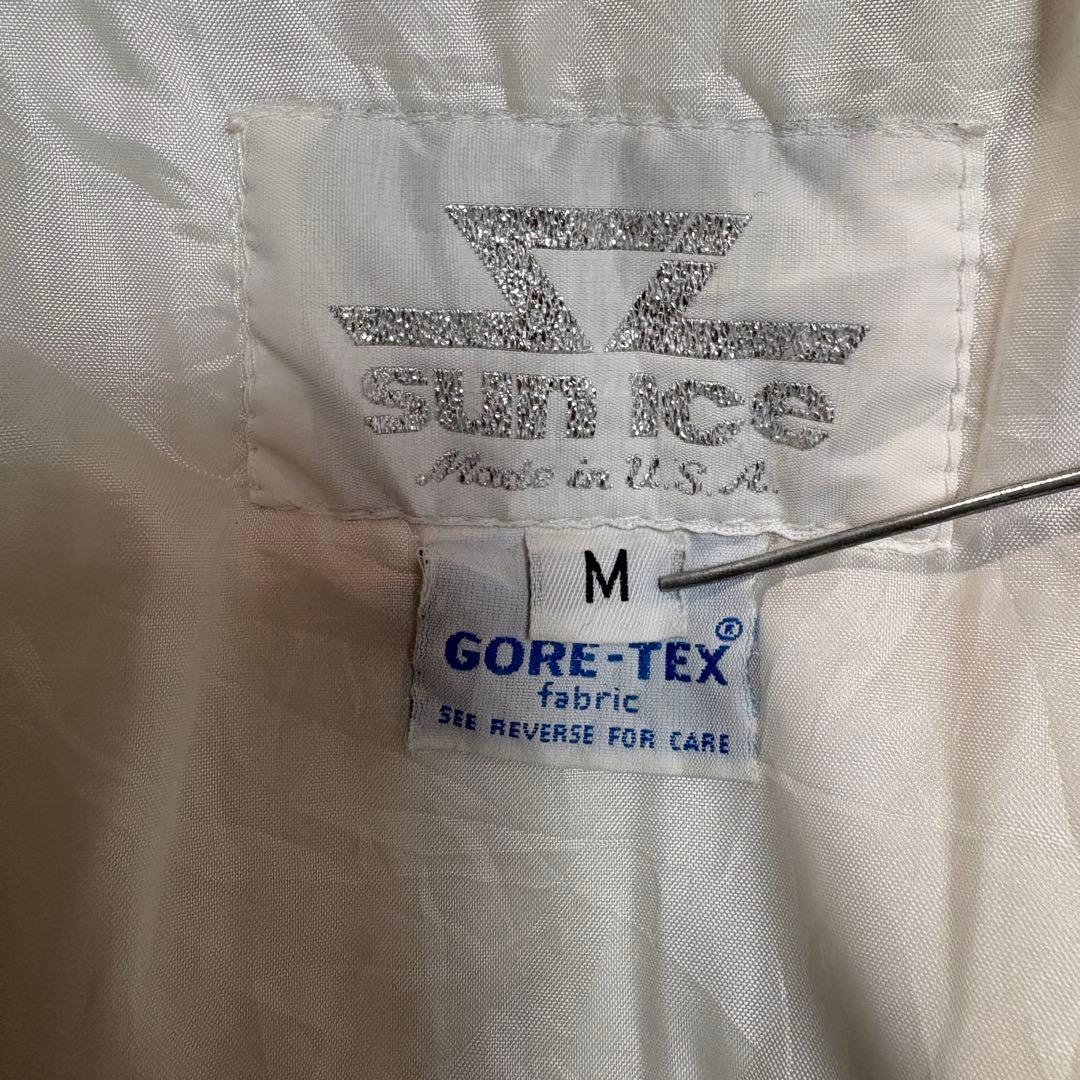 sun ice
Made in U.S.A.
M
GORE-TEX®
fabric
SEE REVERSE FOR CARE